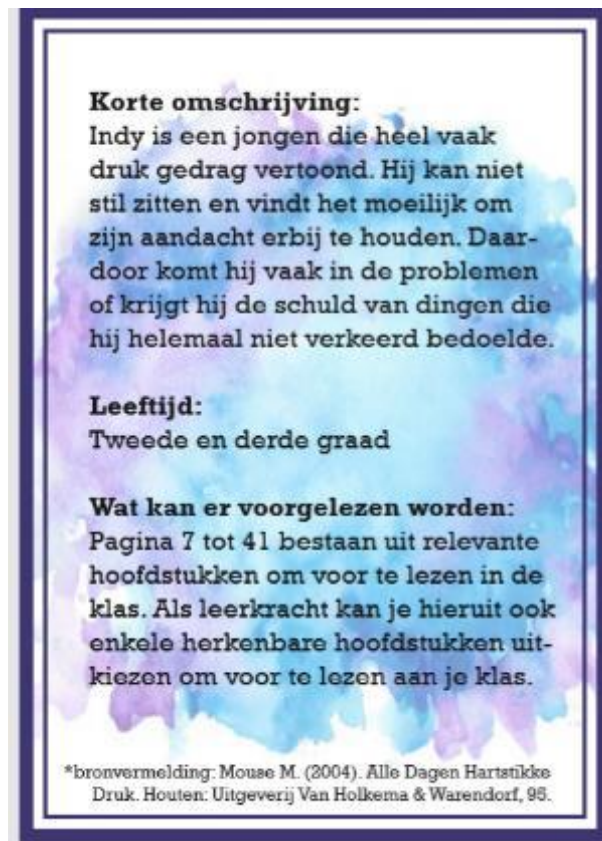 Korte omschrijving:
Indy is een jongen die heel vaak
druk gedrag vertoond. Hij kan niet
stil zitten en vindt het moeilijk om
zijn aandacht erbij te houden. Daar-
door komt hij vaak in de problemen
of krijgt hij de schuld van dingen die
hij helemaal niet verkeerd bedoelde.
Leeftijd:
Tweede en derde graad
Wat kan er voorgelezen worden:
Pagina 7 tot 41 bestaan uit relevante
hoofdstukken om voor te lezen in de
klas. Als leerkracht kan je hieruit ook
enkele herkenbare hoofdstukken uit-
kiezen om voor te lezen aan je klas.
*bronvermelding: Mouse M. (2004). Alle Dagen Hartstikke
Druk. Houten: Uitgeverij Van Holkema & Warendorf, 95.